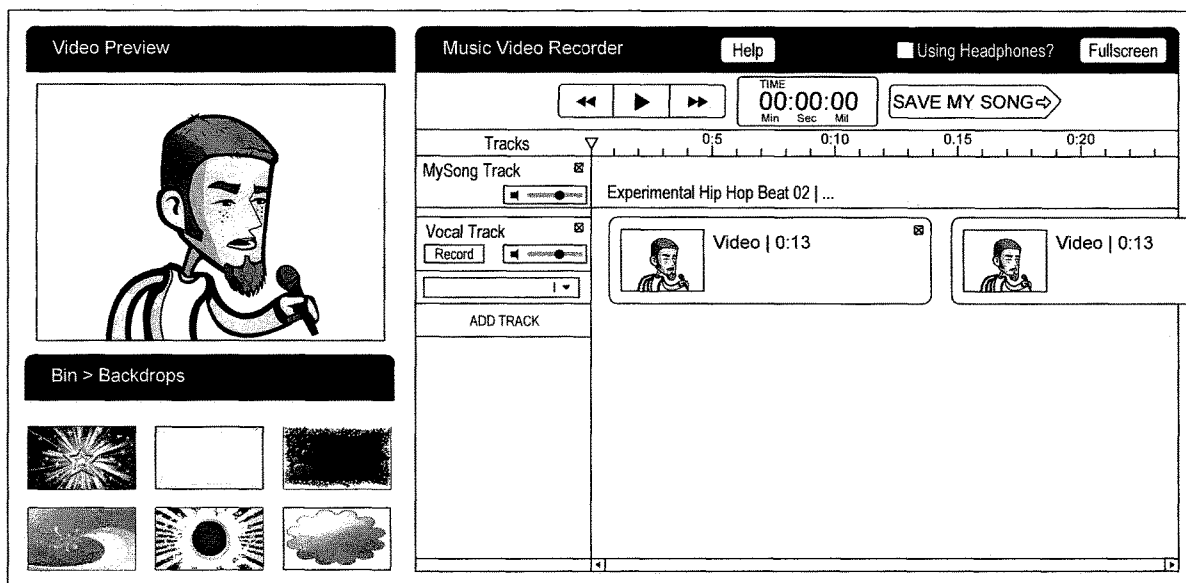 Video Preview
Music Video Recorder
Help
Using Headphones?
Fullscreen
TIME
00:00:00
Min Sec Mil
SAVE MY SONG
Tracks
0:5 0:10 0.15 0:20
MySong Track
Experimental Hip Hop Beat 02 | ...
Vocal Track
Record
Video | 0:13
Video | 0:13
ADD TRACK
Bin > Backdrops